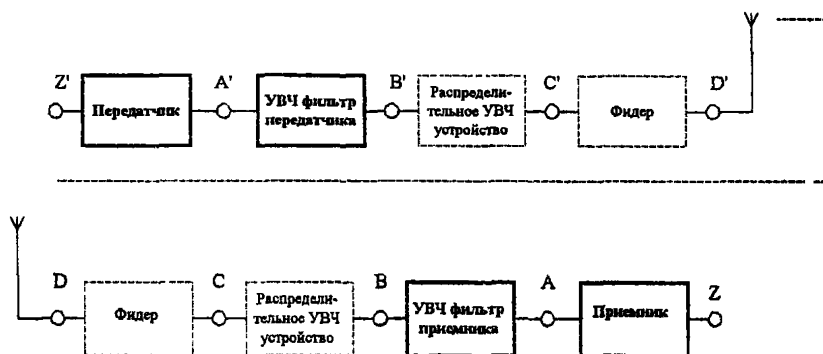 Z' A' B' C' D'
Передатчик
УВЧ фильтр
передатчика
Распредели-
тельное УВЧ
устройство
Фидер
D C B A Z
Фидер
Распредели-
тельное УВЧ
устройство
УВЧ фильтр
приемника
Приемник